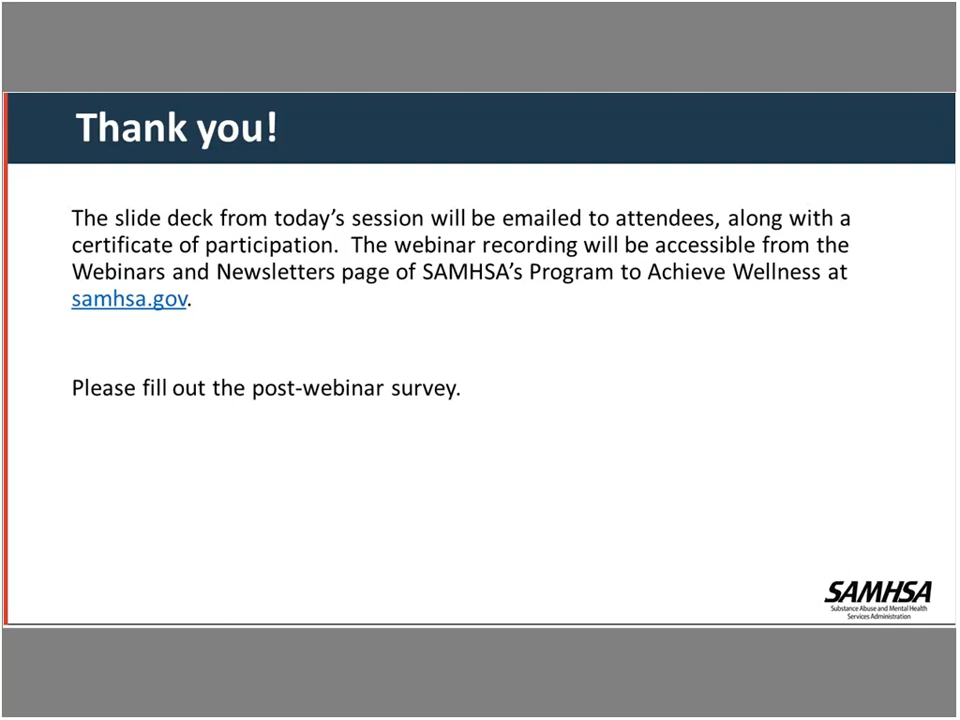 Thank you!
The slide deck from today’s session will be emailed to attendees, along with a
certificate of participation.  The webinar recording will be accessible from the
Webinars and Newsletters page of SAMHSA’s Program to Achieve Wellness at
samhsa.gov.
Please fill out the post-webinar survey.
SAMHSA
Substance Abuse and Mental Health
Services Administration